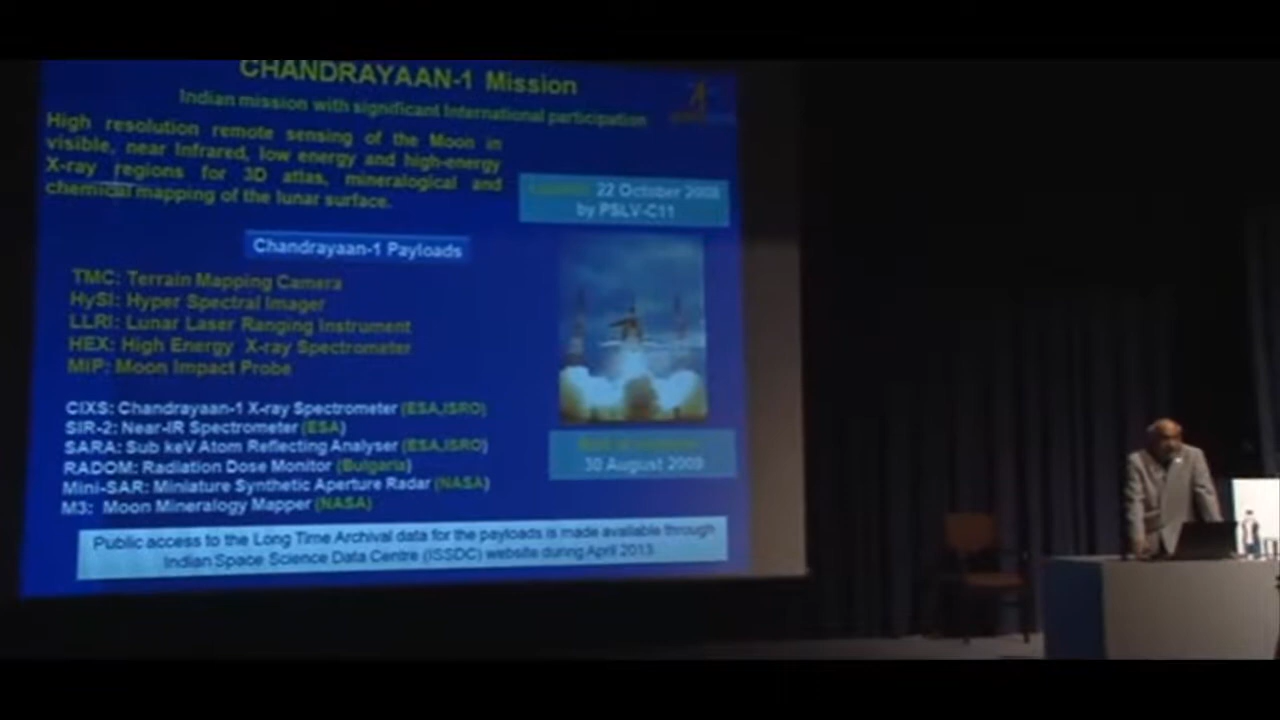 CHANDRAYAAN-1 Mission
Indian mission with significant International participation
High resolution remote sensing of the Moon in
visible, near Infrared, low energy and high-energy
X-ray regions for 3D atlas, mineralogical and
chemical mapping of the lunar surface.
22 October 2008
by PSLV-C11
Chandrayaan-1 Payloads
TMC: Terrain Mapping Camera
HySI: Hyper Spectral Imager
LLRI: Lunar Laser Ranging Instrument
HEX: High Energy X-ray Spectrometer
MIP: Moon Impact Probe
CIXS: Chandrayaan-1 X-ray Spectrometer (ESA,ISRO)
SIR-2: Near-IR Spectrometer (ESA)
SARA: Sub keV Atom Reflecting Analyser (ESA,ISRO)
RADOM: Radiation Dose Monitor (Bulgaria)
Mini-SAR: Miniature Synthetic Aperture Radar (NASA)
M3: Moon Mineralogy Mapper (NASA)
30 August 2009
Public access to the Long Time Archival data for the payloads is made available through
Indian Space Science Data Centre (ISSDC) website during April 2013